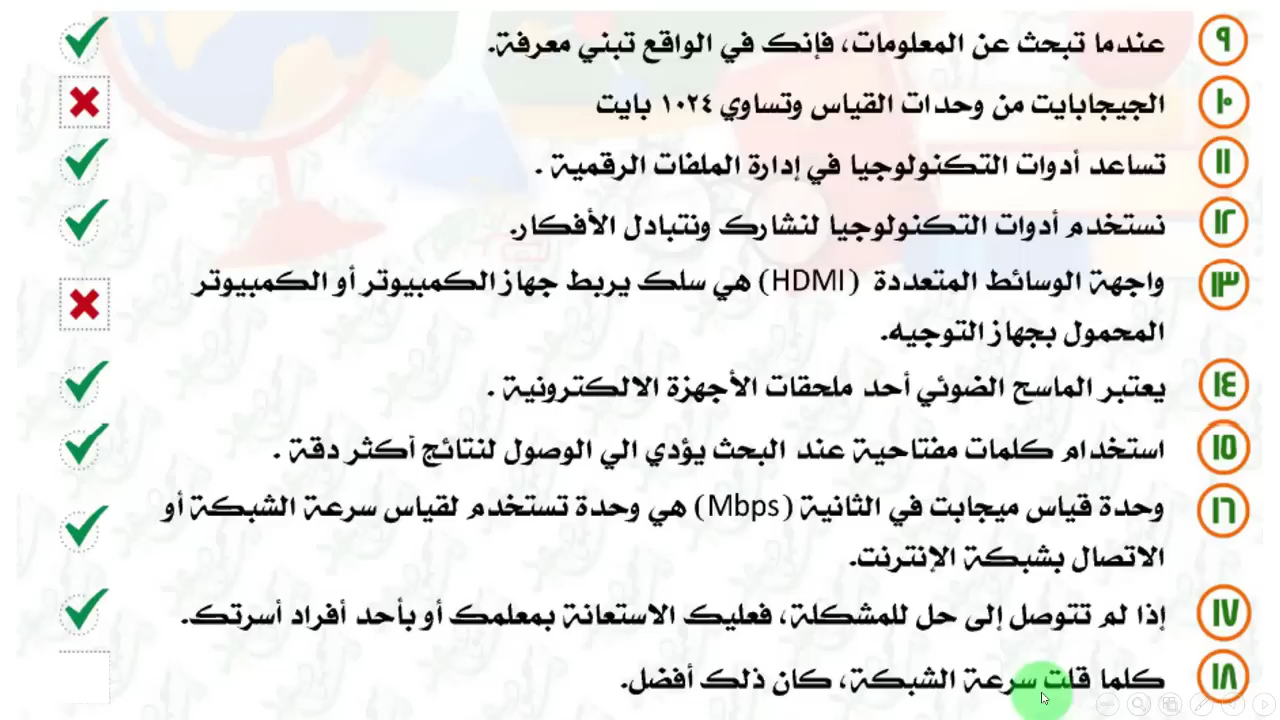 ٩ عندما تبحث عن المعلومات، فإنك في الواقع تبني معرفة.
١٠ الجيجابايت من وحدات القياس وتساوي ١٠٢٤ بايت
١١ تساعد أدوات التكنولوجيا في إدارة الملفات الرقمية .
١٢ نستخدم أدوات التكنولوجيا لنشارك ونتبادل الأفكار.
١٣ واجهة الوسائط المتعددة (HDMI) هي سلك يربط جهاز الكمبيوتر أو الكمبيوتر
المحمول بجهاز التوجيه.
١٤ يعتبر الماسح الضوئي أحد ملحقات الأجهزة الالكترونية .
١٥ استخدام كلمات مفتاحية عند البحث يؤدي الي الوصول لنتائج أكثر دقة .
١٦ وحدة قياس ميجابت في الثانية (Mbps) هي وحدة تستخدم لقياس سرعة الشبكة أو
الاتصال بشبكة الإنترنت.
١٧ إذا لم تتوصل إلى حل للمشكلة، فعليك الاستعانة بمعلمك أو بأحد أفراد أسرتك.
١٨ كلما قلت سرعة الشبكة، كان ذلك أفضل.